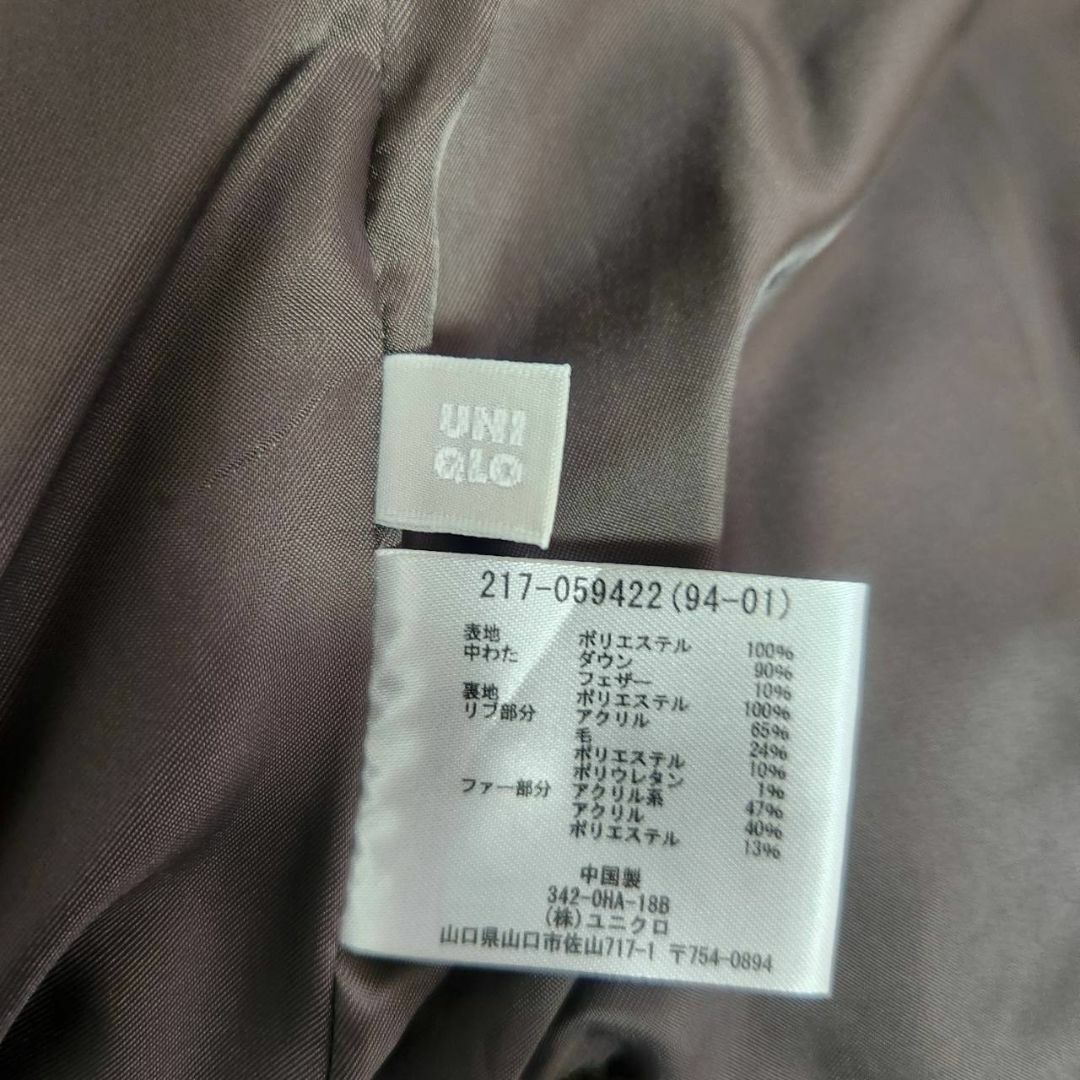 UNI
QLO
217-059422(94-01)
表地 ポリエステル 100%
中わた ダウン 90%
フェザー 10%
裏地 ポリエステル 100%
リブ部分 アクリル 65%
毛 24%
ポリエステル 10%
ポリウレタン 1%
ファー部分 アクリル系 47%
アクリル 40%
ポリエステル 13%
中国製
342-0HA-18B
(株)ユニクロ
山口県山口市佐山717-1 〒754-0894